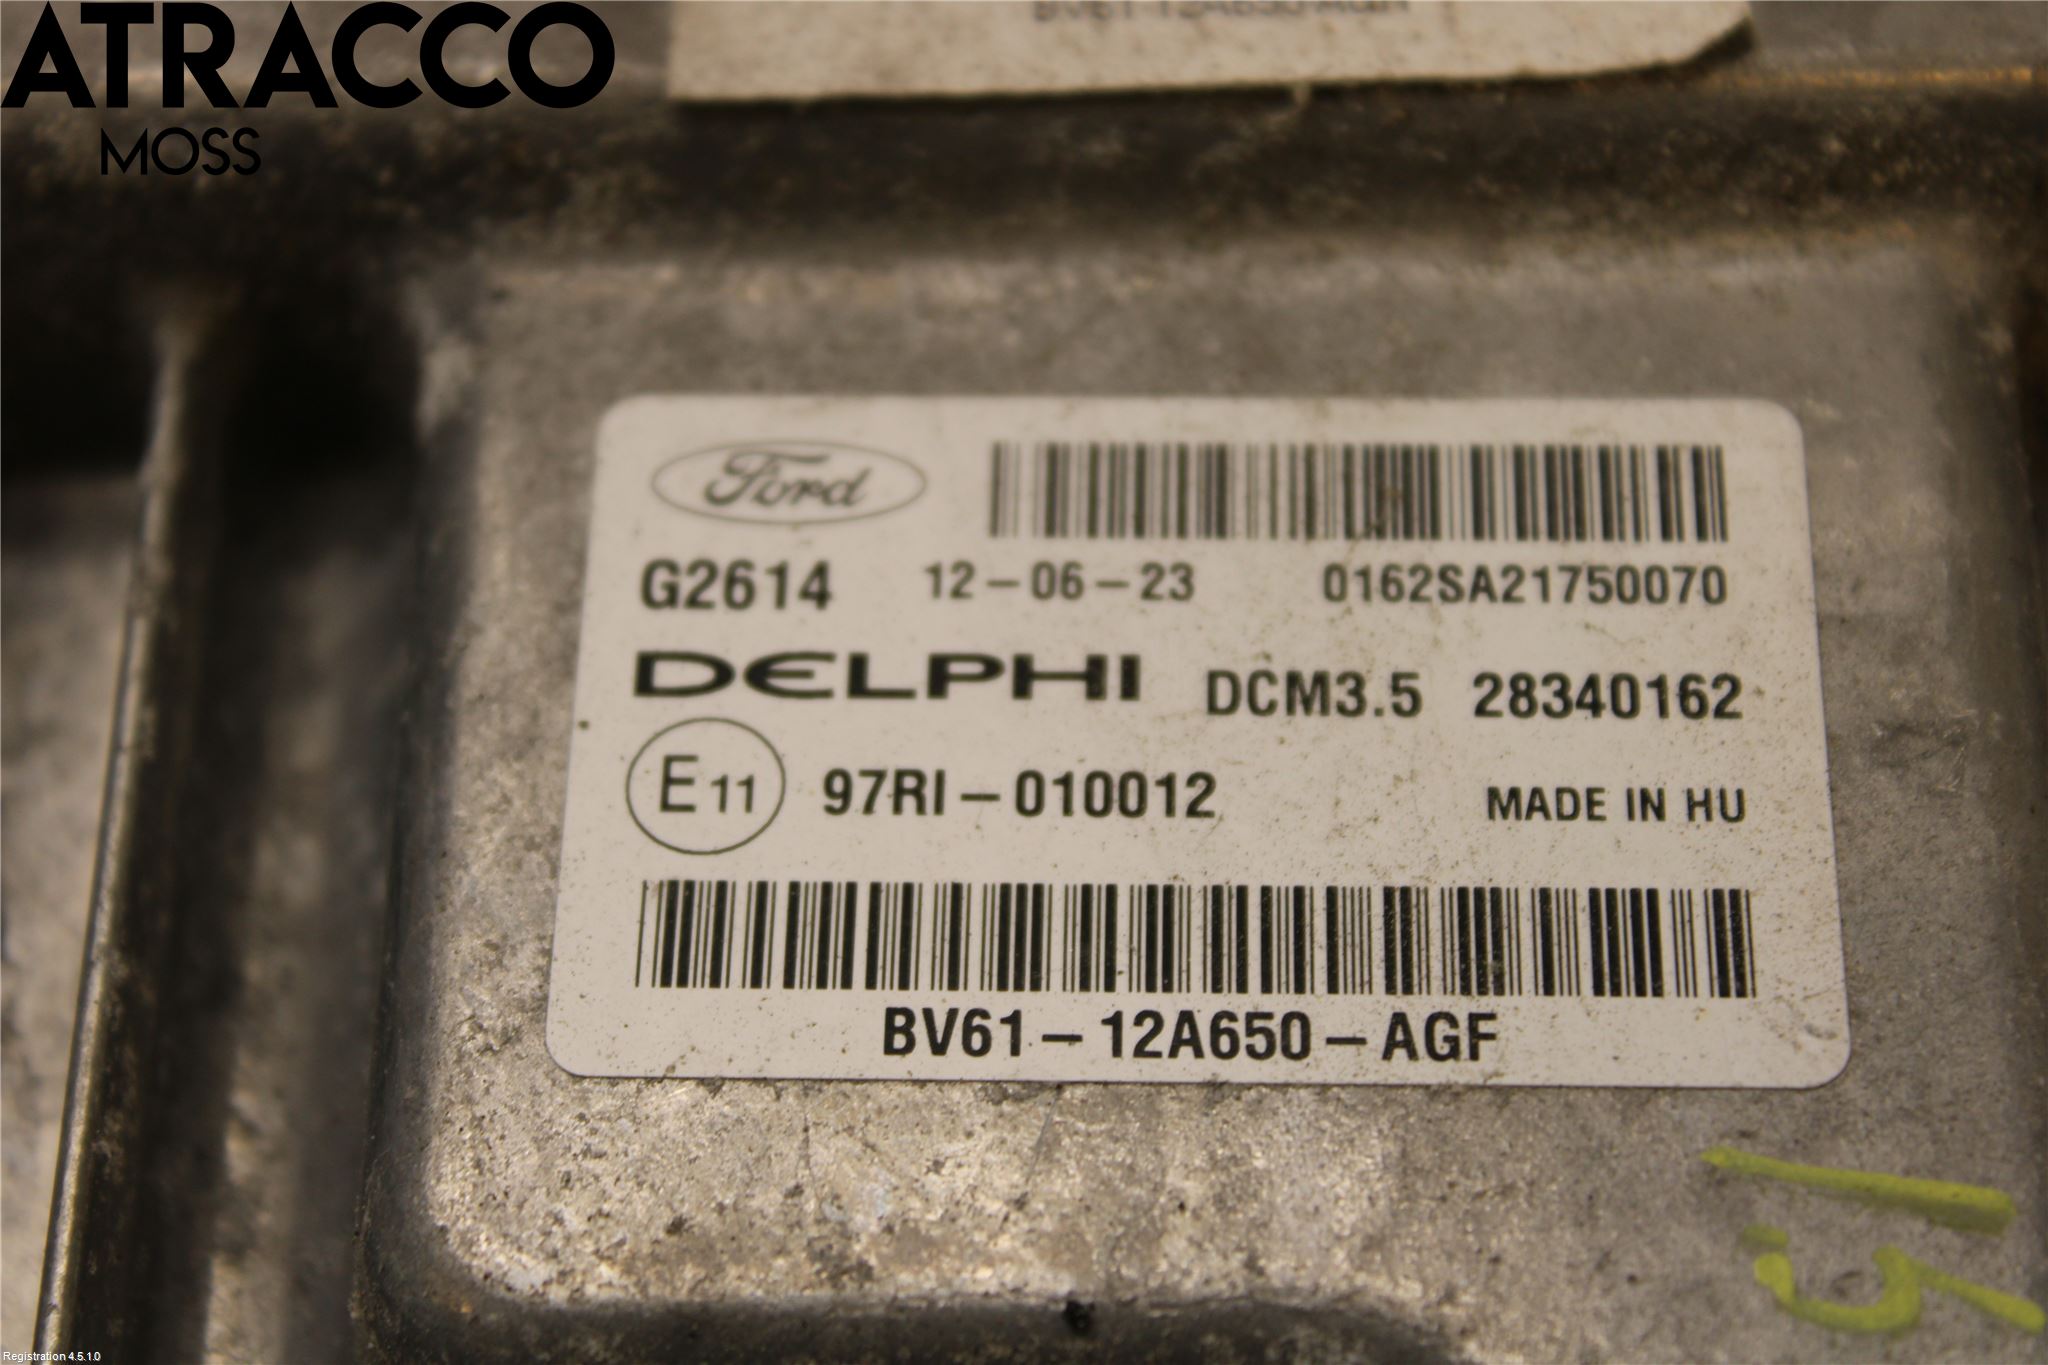 ATRACCO
MOSS
Ford
G2614 12-06-23 0162SA21750070
DELPHI DCM3.5 28340162
E11 97RI-010012 MADE IN HU
BV61-12A650-AGF
Registration 4.5.1.0